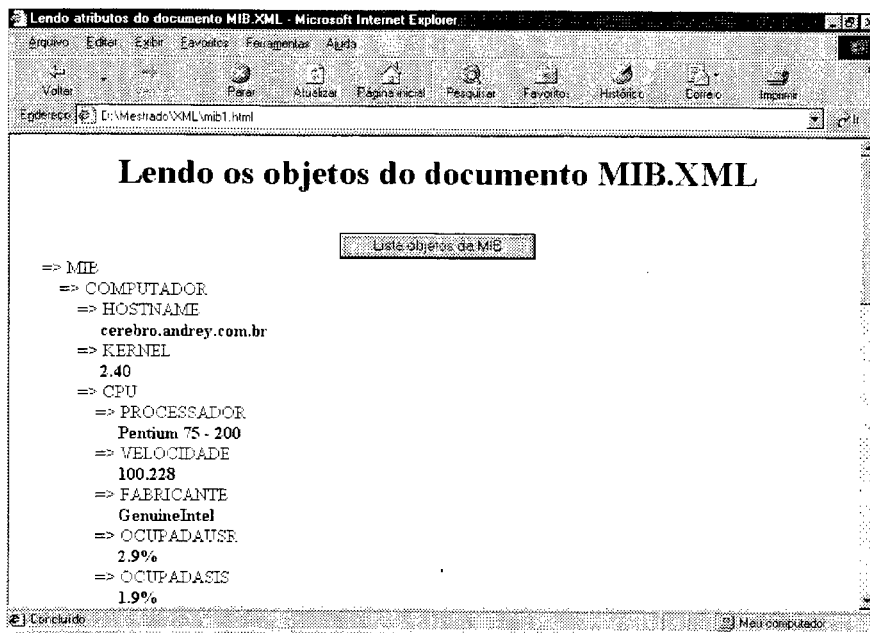 Lendo atributos do documento MIB.XML - Microsoft Internet Explorer
Arquivo Editar Exibir Favoritos Ferramentas Ajuda
Voltar Parar Atualizar Página inicial Pesquisar Favoritos Histórico Correio Imprimir
Endereço D:\Mestrado\XML\mib1.html Ir
Lendo os objetos do documento MIB.XML
Lista objetos da MIB
=> MIB
=> COMPUTADOR
=> HOSTNAME
cerebro.andrey.com.br
=> KERNEL
2.40
=> CPU
=> PROCESSADOR
Pentium 75 - 200
=> VELOCIDADE
100.228
=> FABRICANTE
GenuineIntel
=> OCUPADAUSR
2.9%
=> OCUPADASIS
1.9%
Concluído Meu computador